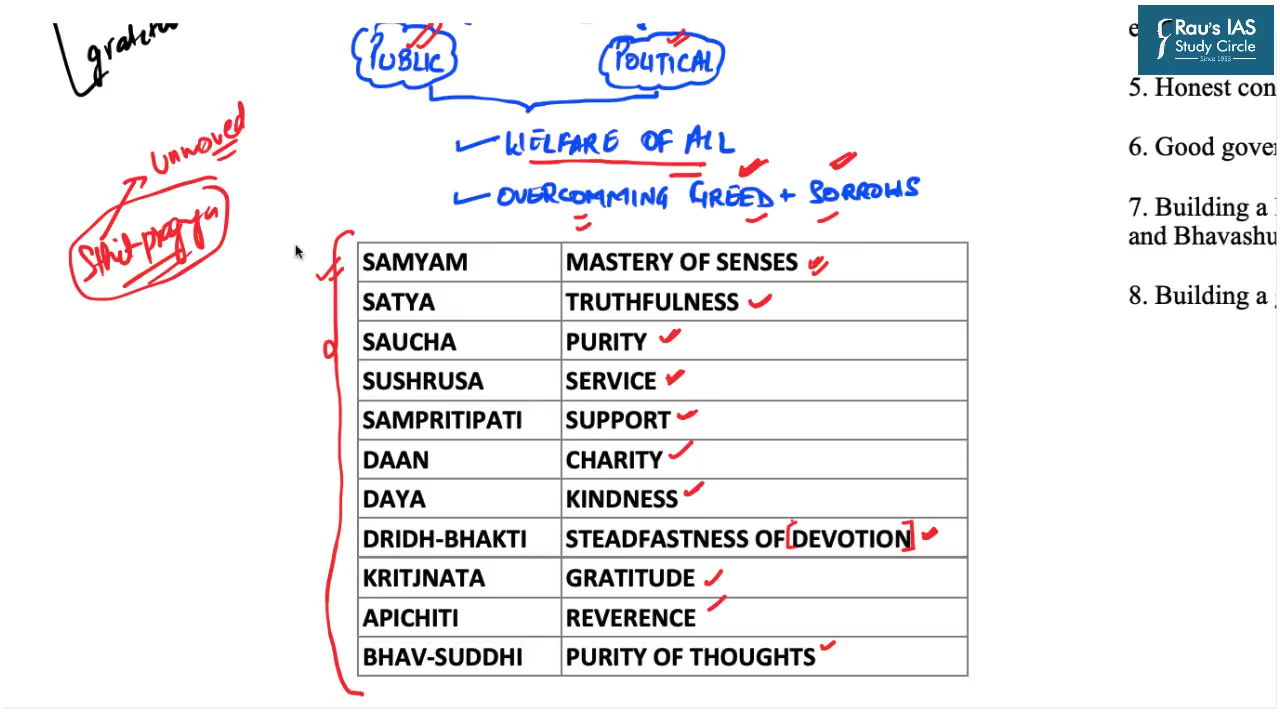 gratitu
PUBLIC
POLITICAL
WELFARE OF ALL
OVERCOMMING GREED + SORROWS
Unmoved
Sthit-pragya
SAMYAM MASTERY OF SENSES
SATYA TRUTHFULNESS
SAUCHA PURITY
SUSHRUSA SERVICE
SAMPRITIPATI SUPPORT
DAAN CHARITY
DAYA KINDNESS
DRIDH-BHAKTI STEADFASTNESS OF [DEVOTION]
KRITJNATA GRATITUDE
APICHITI REVERENCE
BHAV-SUDDHI PURITY OF THOUGHTS
Rau's IAS
Study Circle
Since 1953
e
5. Honest con
6. Good gover
7. Building a
and Bhavashu
8. Building a